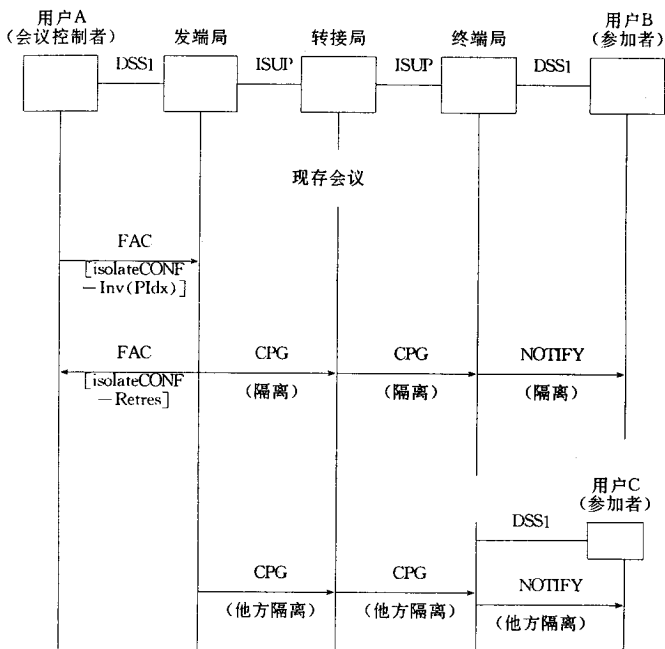 用户A
(会议控制者)
发端局
转接局
终端局
用户B
(参加者)
DSS1
ISUP
ISUP
DSS1
现存会议
FAC
[isolateCONF
－Inv(PIdx)]
FAC
[isolateCONF
－Retres]
CPG
(隔离)
CPG
(隔离)
NOTIFY
(隔离)
用户C
(参加者)
DSS1
CPG
(他方隔离)
CPG
(他方隔离)
NOTIFY
(他方隔离)